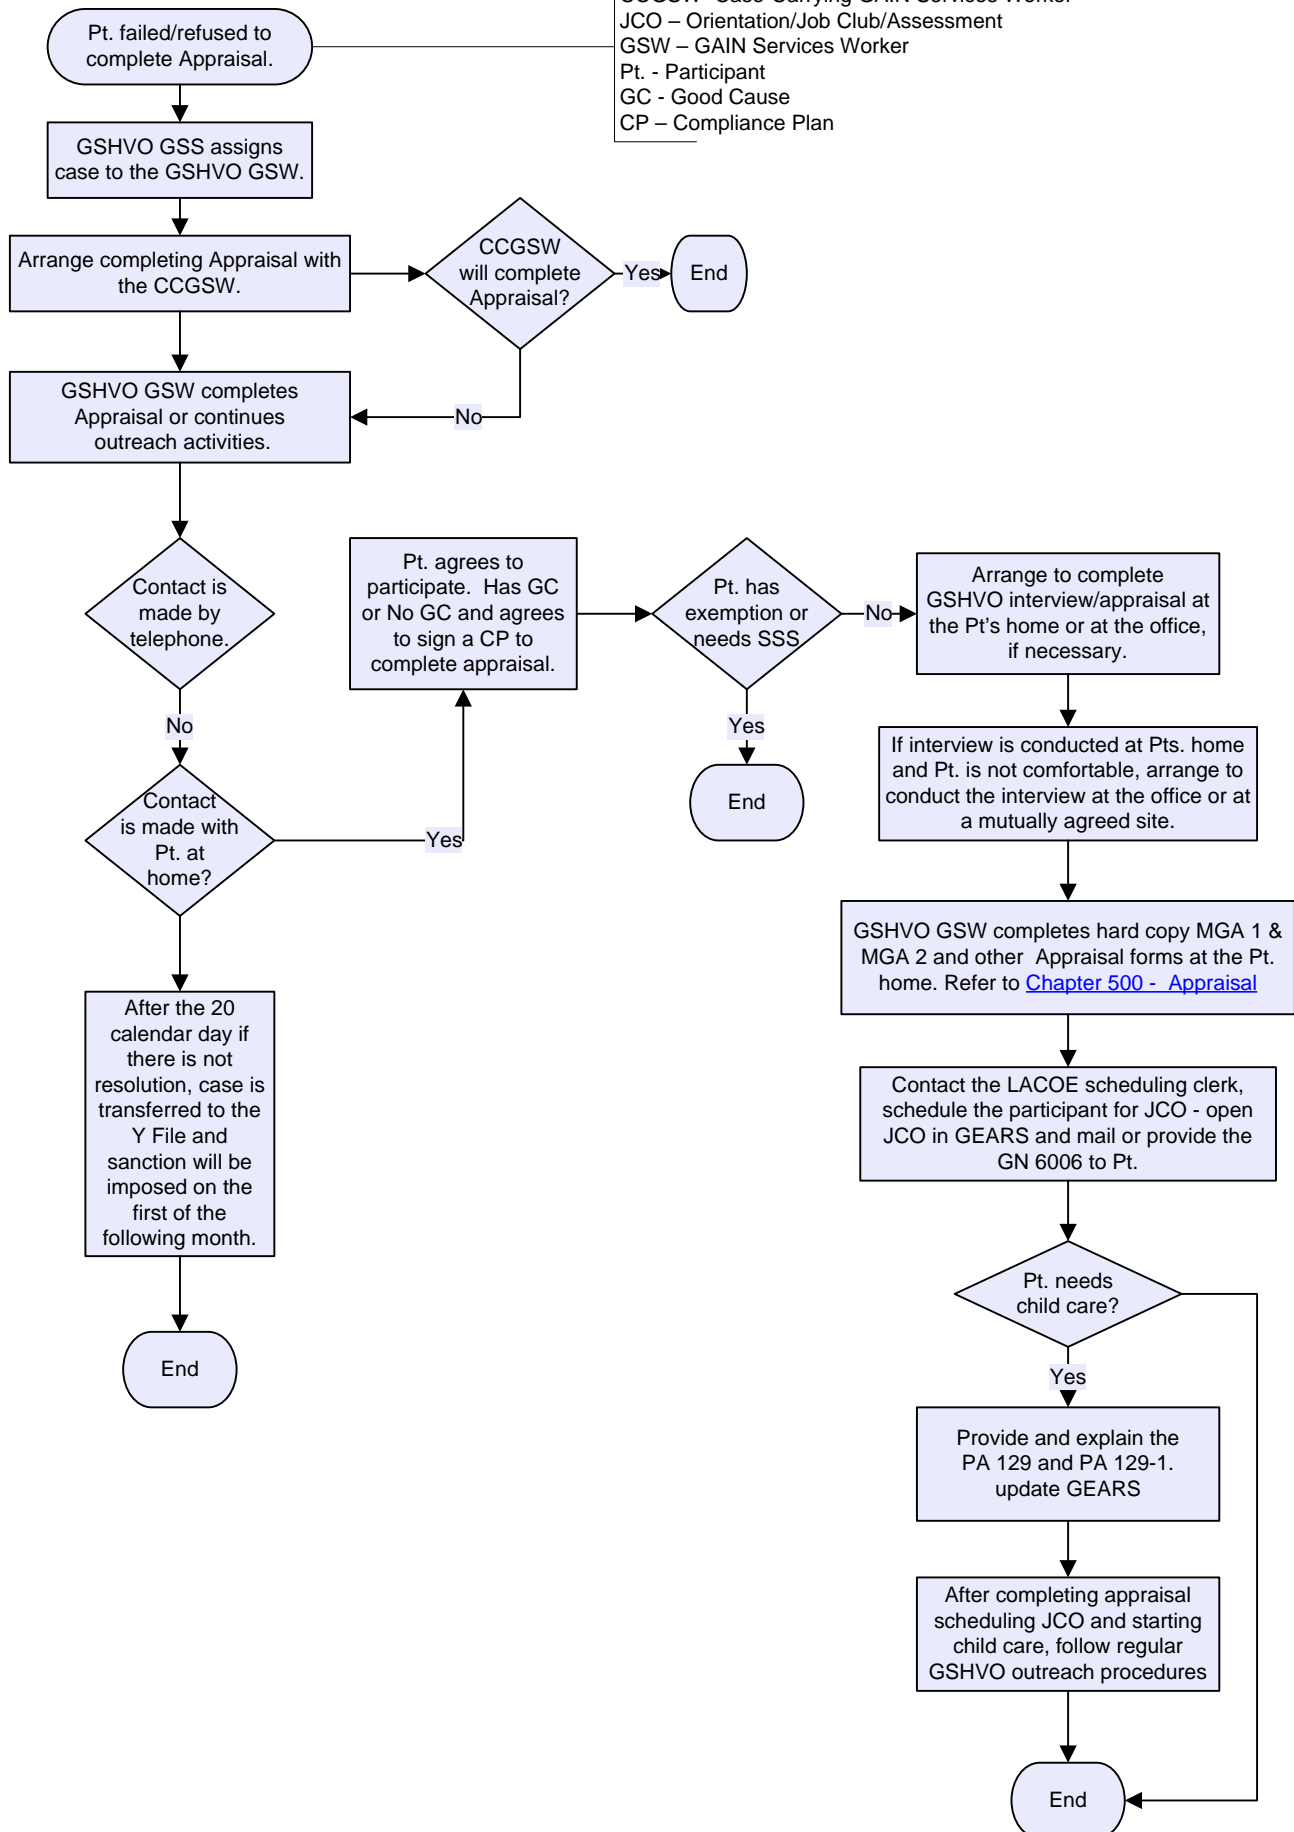 CCGSW- Case Carrying GAIN Services Worker
JCO – Orientation/Job Club/Assessment
GSW – GAIN Services Worker
Pt. - Participant
GC - Good Cause
CP – Compliance Plan
Pt. failed/refused to
complete Appraisal.
GSHVO GSS assigns
case to the GSHVO GSW.
Arrange completing Appraisal with
the CCGSW.
CCGSW
will complete
Appraisal?
Yes
End
GSHVO GSW completes
Appraisal or continues
outreach activities.
No
Contact is
made by
telephone.
No
Pt. agrees to
participate.  Has GC
or No GC and agrees
to sign a CP to
complete appraisal.
Pt. has
exemption or
needs SSS
No
Arrange to complete
GSHVO interview/appraisal at
the Pt's home or at the office,
if necessary.
Yes
End
If interview is conducted at Pts. home
and Pt. is not comfortable, arrange to
conduct the interview at the office or at
a mutually agreed site.
Contact
is made with
Pt. at
home?
Yes
GSHVO GSW completes hard copy MGA 1 &
MGA 2 and other  Appraisal forms at the Pt.
home. Refer to Chapter 500 -  Appraisal
After the 20
calendar day if
there is not
resolution, case is
transferred to the
Y File and
sanction will be
imposed on the
first of the
following month.
End
Contact the LACOE scheduling clerk,
schedule the participant for JCO - open
JCO in GEARS and mail or provide the
GN 6006 to Pt.
Pt. needs
child care?
Yes
Provide and explain the
PA 129 and PA 129-1.
update GEARS
After completing appraisal
scheduling JCO and starting
child care, follow regular
GSHVO outreach procedures
End